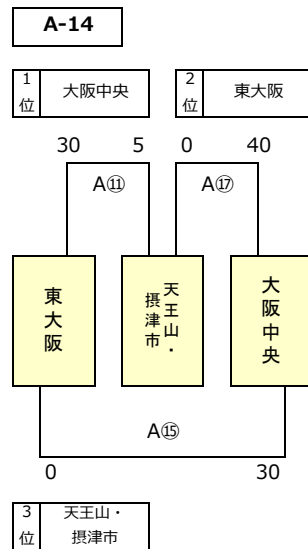 A-14
1位 大阪中央 2位 東大阪
30 5 0 40
A⑪ A⑰
東大阪
天王山・
摂津市
大阪中央
A⑮
0 30
3位 天王山・
摂津市